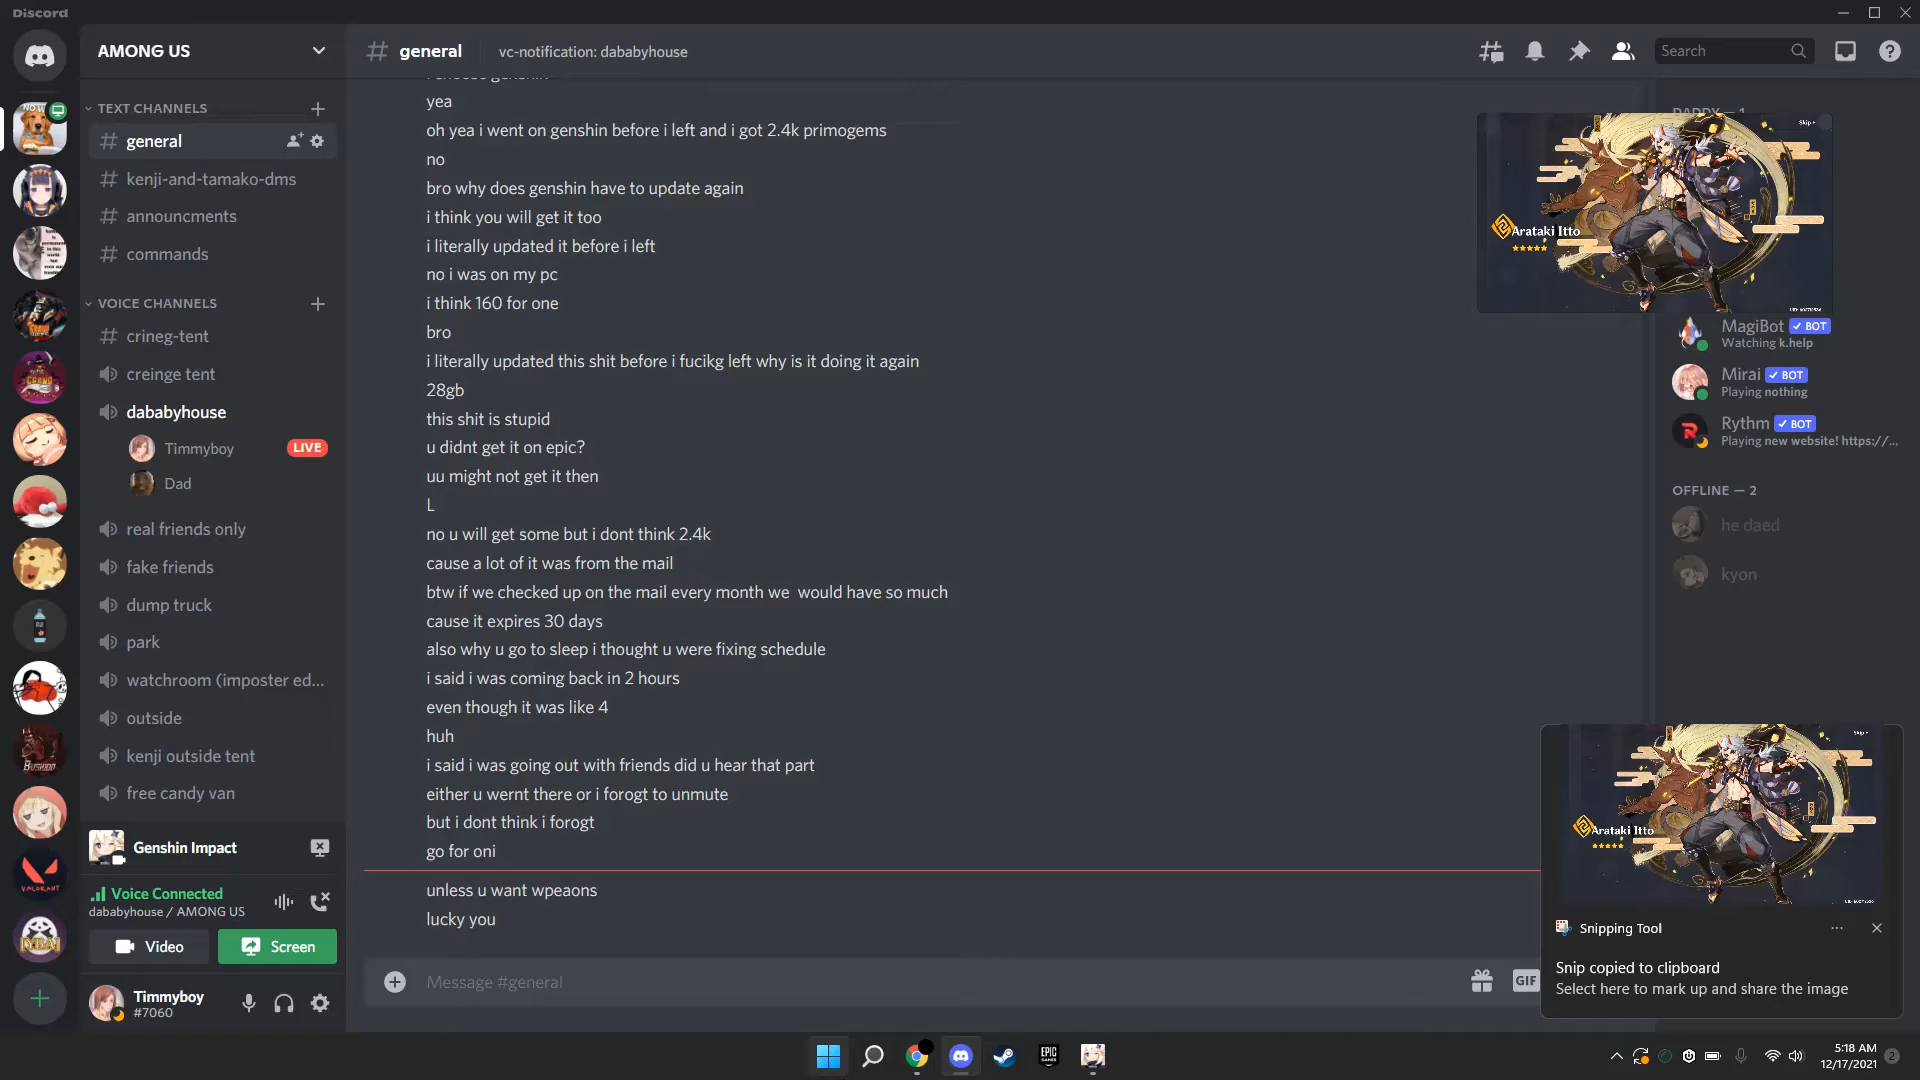 Discord
AMONG US
general
vc-notification: dababyhouse
Search
TEXT CHANNELS
general
kenji-and-tamako-dms
announcments
commands
VOICE CHANNELS
crineg-tent
creinge tent
dababyhouse
Timmyboy
LIVE
Dad
real friends only
fake friends
dump truck
park
watchroom (imposter ed...
outside
kenji outside tent
free candy van
Genshin Impact
Voice Connected
dababyhouse / AMONG US
Video
Screen
Timmyboy
#7060
yea
oh yea i went on genshin before i left and i got 2.4k primogems
no
bro why does genshin have to update again
i think you will get it too
i literally updated it before i left
no i was on my pc
i think 160 for one
bro
i literally updated this shit before i fucikg left why is it doing it again
28gb
this shit is stupid
u didnt get it on epic?
uu might not get it then
L
no u will get some but i dont think 2.4k
cause a lot of it was from the mail
btw if we checked up on the mail every month we  would have so much
cause it expires 30 days
also why u go to sleep i thought u were fixing schedule
i said i was coming back in 2 hours
even though it was like 4
huh
i said i was going out with friends did u hear that part
either u wernt there or i forogt to unmute
but i dont think i forogt
go for oni
unless u want wpeaons
lucky you
Message #general
GIF
Skip
Arataki Itto
MagiBot
BOT
Watching k.help
Mirai
BOT
Playing nothing
Rythm
BOT
Playing new website! https://...
OFFLINE — 2
he daed
kyon
Skip
Arataki Itto
Snipping Tool
Snip copied to clipboard
Select here to mark up and share the image
VALORANT
EPIC
GAMES
5:18 AM
12/17/2021
2